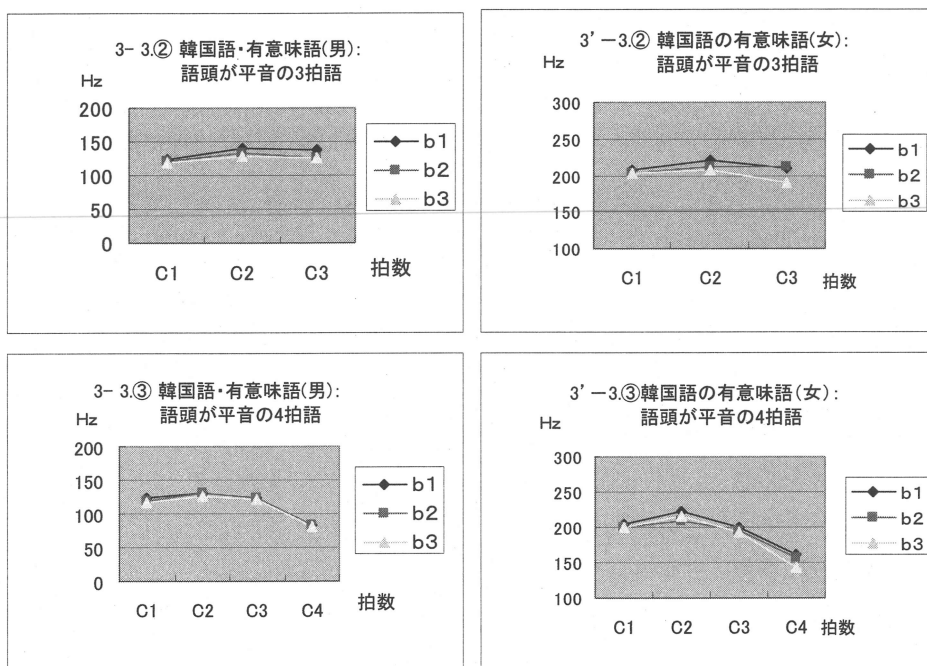 3- 3.② 韓国語・有意味語(男):
語頭が平音の3拍語
Hz
200
150
100
50
0
C1 C2 C3 拍数
b1
b2
b3
3' -3.② 韓国語の有意味語(女):
語頭が平音の3拍語
Hz
300
250
200
150
100
C1 C2 C3 拍数
b1
b2
b3
3- 3.③ 韓国語・有意味語(男):
語頭が平音の4拍語
Hz
200
150
100
50
0
C1 C2 C3 C4 拍数
b1
b2
b3
3' -3.③韓国語の有意味語(女):
語頭が平音の4拍語
Hz
300
250
200
150
100
C1 C2 C3 C4 拍数
b1
b2
b3